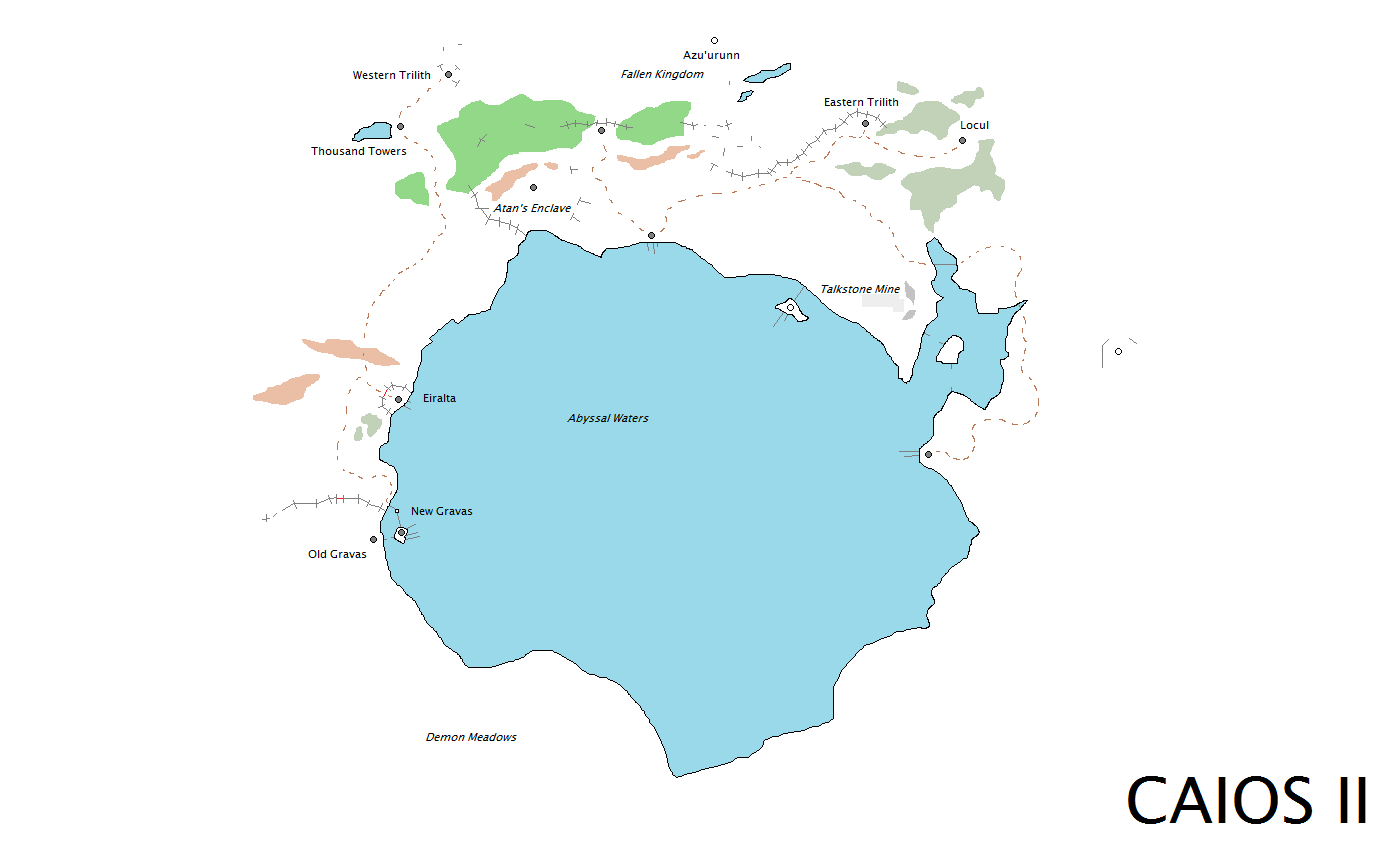 Azu'urunn
Western Trilith
Fallen Kingdom
Eastern Trilith
Locul
Thousand Towers
Atan's Enclave
Talkstone Mine
Eiralta
Abyssal Waters
New Gravas
Old Gravas
Demon Meadows
CAIOS II